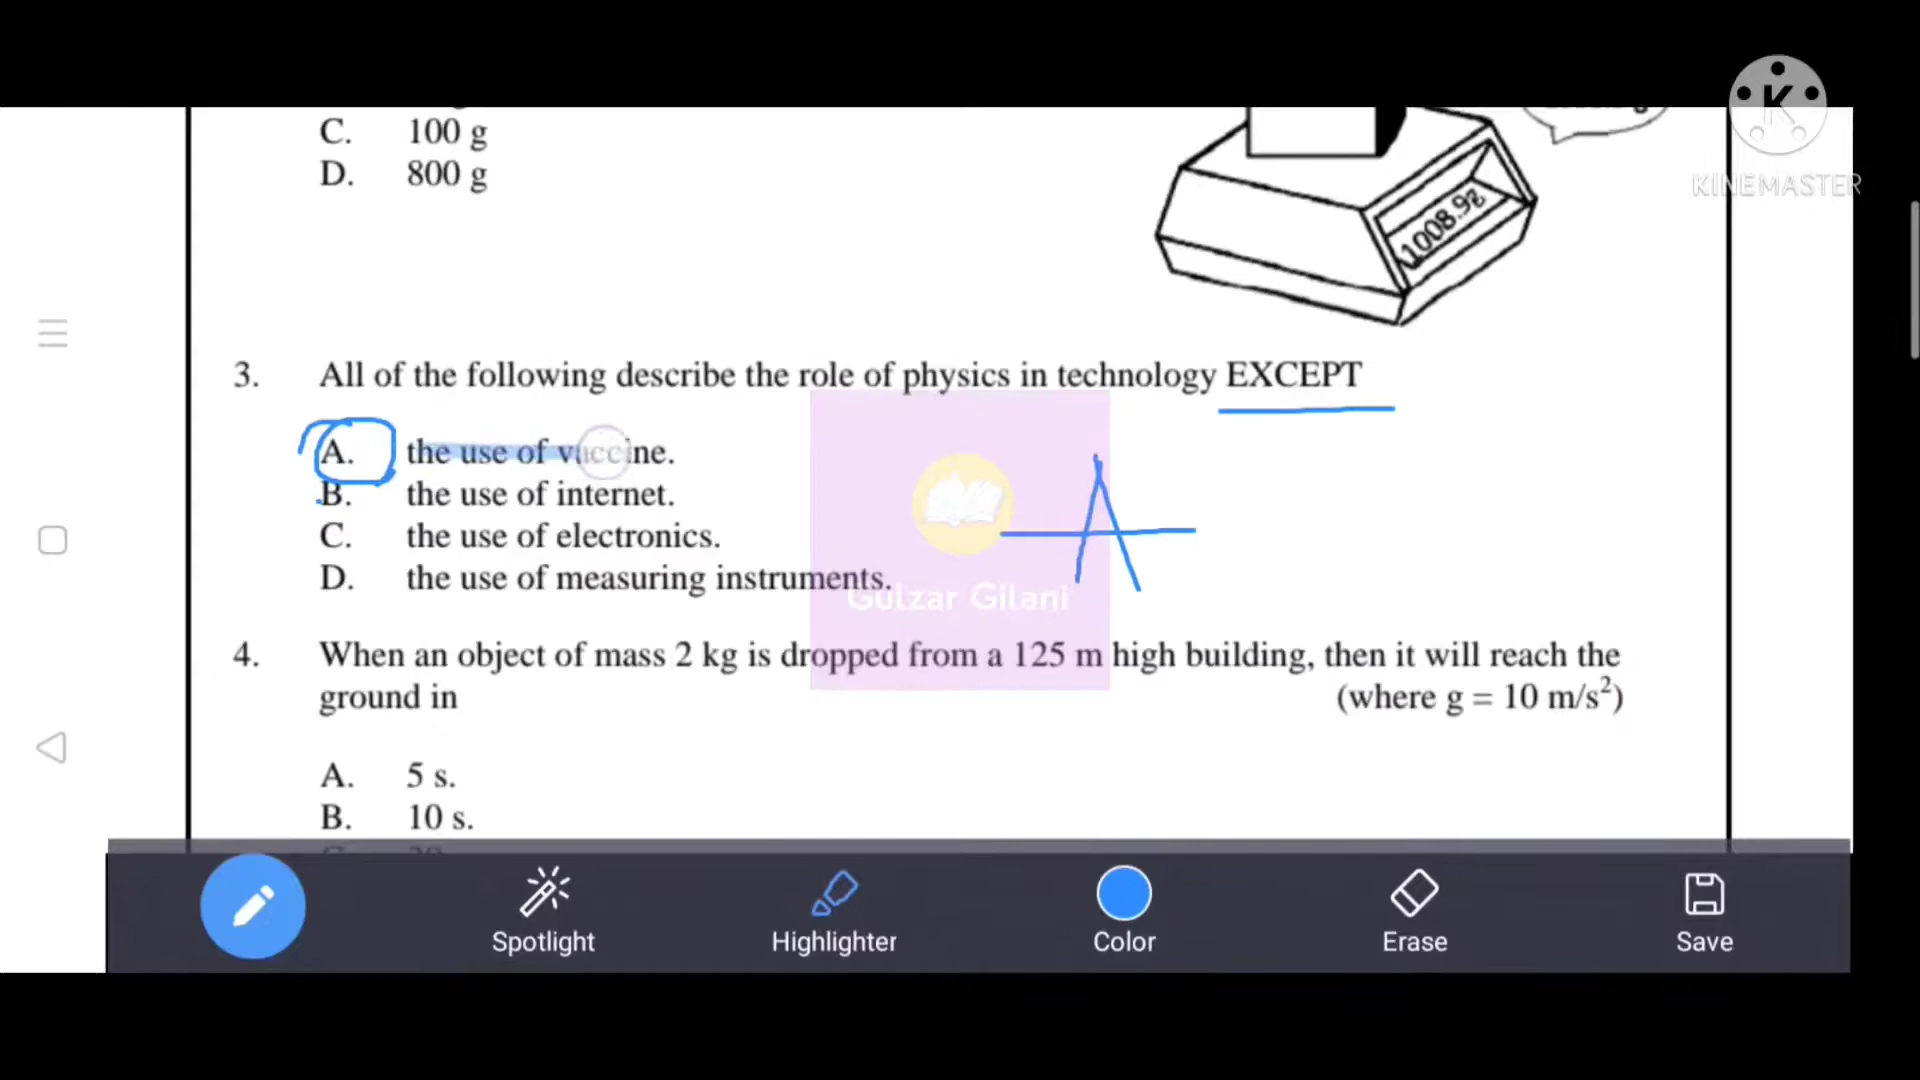 C. 100 g
D. 800 g
1008.9g
K
KINEMASTER
3. All of the following describe the role of physics in technology EXCEPT
A. the use of vaccine.
B. the use of internet.
C. the use of electronics.
D. the use of measuring instruments.
A
Gulzar Gilani
4. When an object of mass 2 kg is dropped from a 125 m high building, then it will reach the
ground in (where g = 10 m/s²)
A. 5 s.
B. 10 s.
Spotlight
Highlighter
Color
Erase
Save